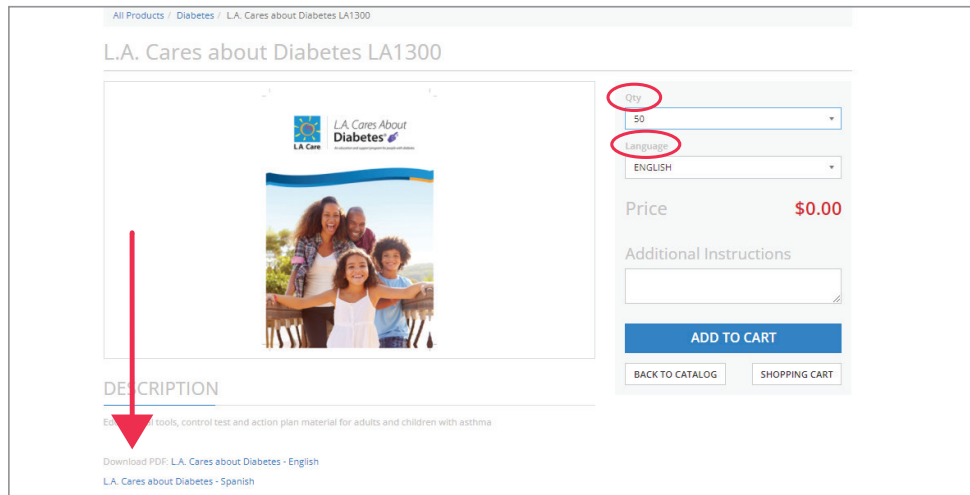 All Products / Diabetes / L.A. Cares about Diabetes LA1300
L.A. Cares about Diabetes LA1300
L.A. Cares About
Diabetes
L.A. Care
Qty
50
Language
ENGLISH
Price $0.00
Additional Instructions
ADD TO CART
BACK TO CATALOG SHOPPING CART
DESCRIPTION
tools, control test and action plan material for adults and children with asthma
Download PDF: L.A. Cares about Diabetes - English
L.A. Cares about Diabetes - Spanish